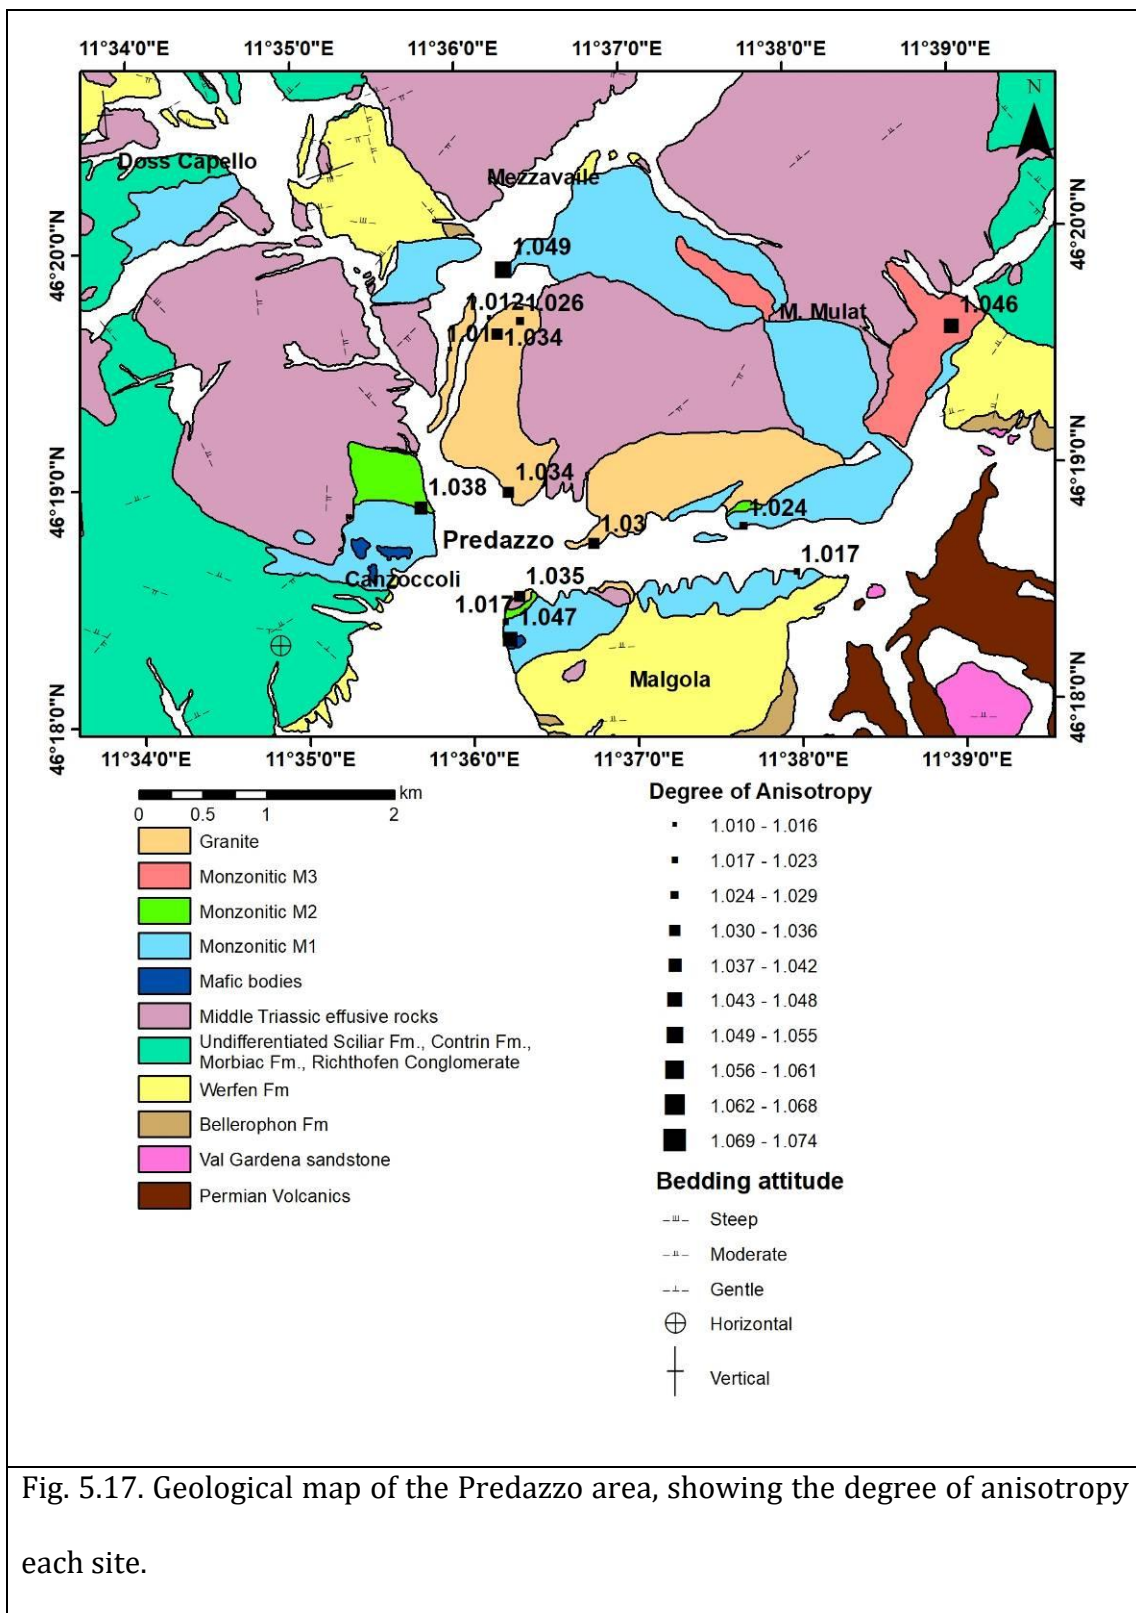 11°34'0"E 11°35'0"E 11°36'0"E 11°37'0"E 11°38'0"E 11°39'0"E
N
Doss Capello
Mezzavaile
46°20'0"N
46°20'0"N
1.049
1.012 1.026
1.046
M. Mulat
1.01
1.034
46°19'0"N
46°19'0"N
1.034
1.038
1.024
Predazzo
1.03
1.017
Canzoccoli
1.035
1.017
1.047
Malgola
46°18'0"N
46°18'0"N
11°34'0"E 11°35'0"E 11°36'0"E 11°37'0"E 11°38'0"E 11°39'0"E
km
0 0.5 1 2
Granite
Monzonitic M3
Monzonitic M2
Monzonitic M1
Mafic bodies
Middle Triassic effusive rocks
Undifferentiated Sciliar Fm., Contrin Fm.,
Morbiac Fm., Richthofen Conglomerate
Werfen Fm
Bellerophon Fm
Val Gardena sandstone
Permian Volcanics
Degree of Anisotropy
1.010 - 1.016
1.017 - 1.023
1.024 - 1.029
1.030 - 1.036
1.037 - 1.042
1.043 - 1.048
1.049 - 1.055
1.056 - 1.061
1.062 - 1.068
1.069 - 1.074
Bedding attitude
Steep
Moderate
Gentle
Horizontal
Vertical
Fig. 5.17. Geological map of the Predazzo area, showing the degree of anisotropy
each site.